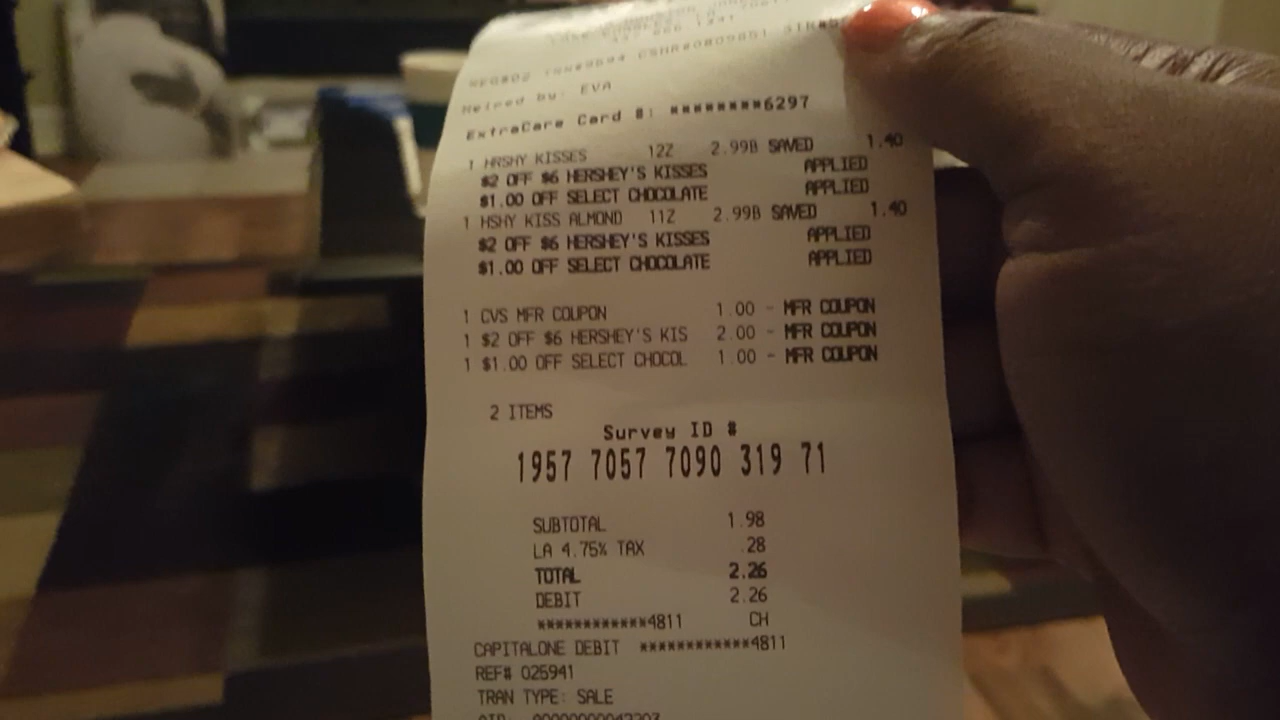 Helped by: EVA
ExtraCare Card #: ********6297
1 HRSHY KISSES 12Z 2.99B SAVED 1.40
$2 OFF $6 HERSHEY'S KISSES APPLIED
$1.00 OFF SELECT CHOCOLATE APPLIED
1 HSHY KISS ALMOND 11Z 2.99B SAVED 1.40
$2 OFF $6 HERSHEY'S KISSES APPLIED
$1.00 OFF SELECT CHOCOLATE APPLIED
1 CVS MFR COUPON 1.00 - MFR COUPON
1 $2 OFF $6 HERSHEY'S KIS 2.00 - MFR COUPON
1 $1.00 OFF SELECT CHOCOL 1.00 - MFR COUPON
2 ITEMS
Survey ID #
1957 7057 7090 319 71
SUBTOTAL 1.98
LA 4.75% TAX .28
TOTAL 2.26
DEBIT 2.26
************4811 CH
CAPITALONE DEBIT ************4811
REF# 025941
TRAN TYPE: SALE